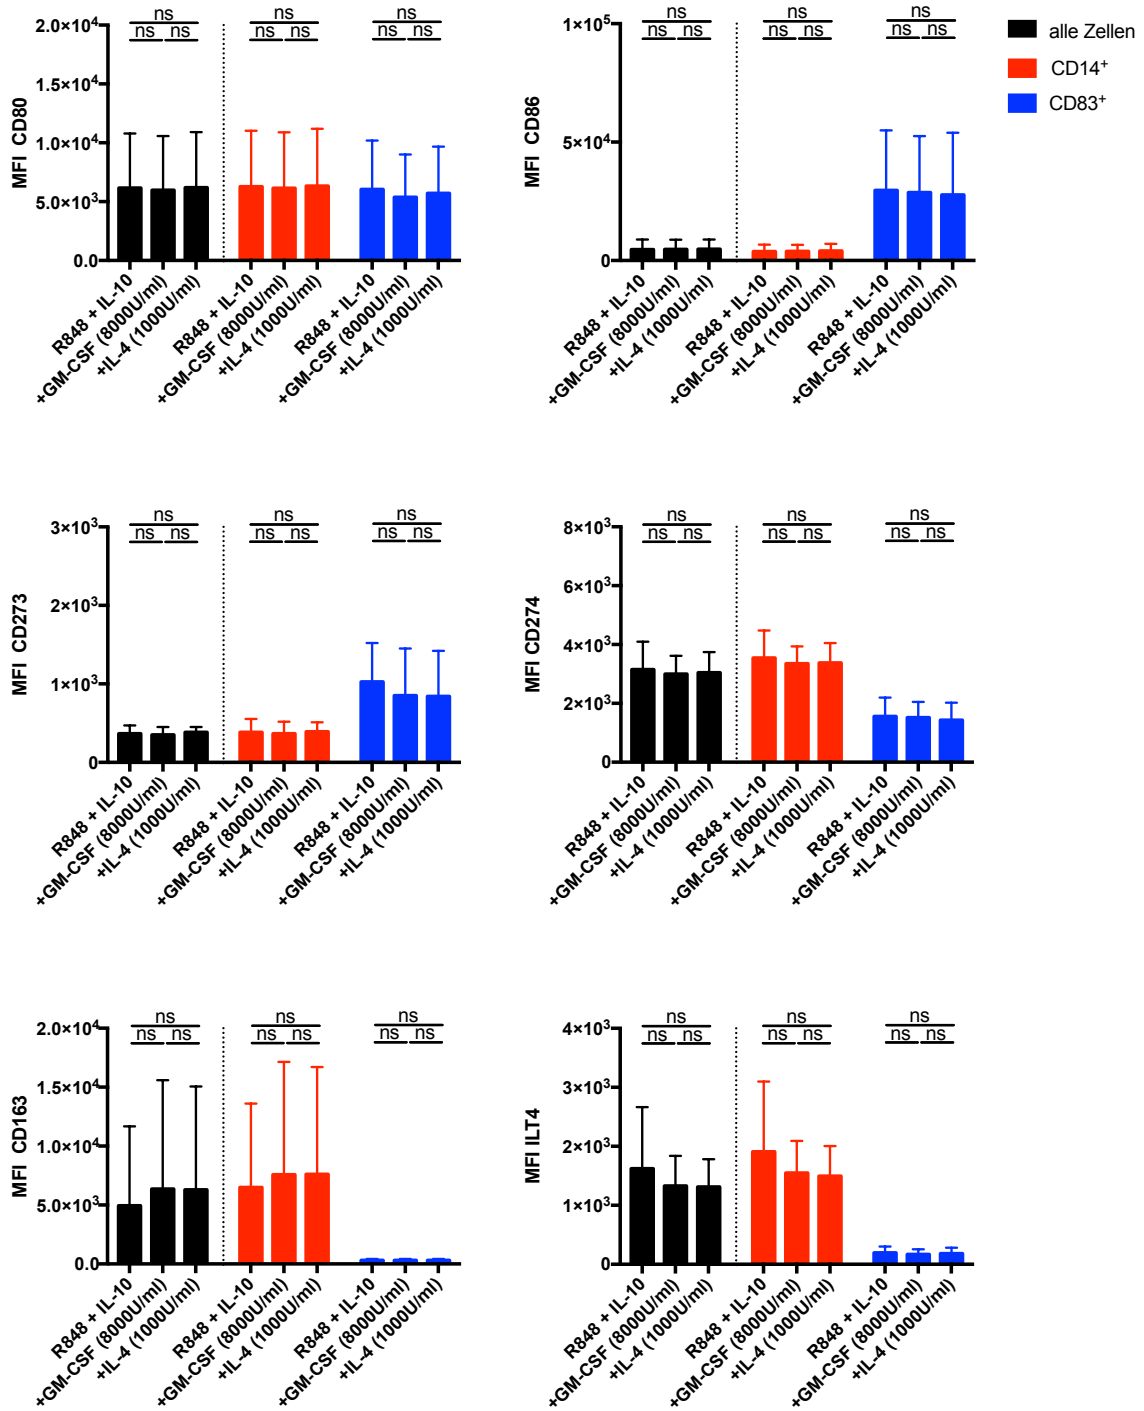 ns
ns ns
ns
ns ns
ns
ns ns
2.0×10⁴
1.5×10⁴
1.0×10⁴
5.0×10³
0.0
MFI CD80
R848 + IL-10
+GM-CSF (8000U/ml)
+IL-4 (1000U/ml)
R848 + IL-10
+GM-CSF (8000U/ml)
+IL-4 (1000U/ml)
R848 + IL-10
+GM-CSF (8000U/ml)
+IL-4 (1000U/ml)
ns
ns ns
ns
ns ns
ns
ns ns
1×10⁵
5×10⁴
0
MFI CD86
R848 + IL-10
+GM-CSF (8000U/ml)
+IL-4 (1000U/ml)
R848 + IL-10
+GM-CSF (8000U/ml)
+IL-4 (1000U/ml)
R848 + IL-10
+GM-CSF (8000U/ml)
+IL-4 (1000U/ml)
alle Zellen
CD14⁺
CD83⁺
ns
ns ns
ns
ns ns
ns
ns ns
3×10³
2×10³
1×10³
0
MFI CD273
R848 + IL-10
+GM-CSF (8000U/ml)
+IL-4 (1000U/ml)
R848 + IL-10
+GM-CSF (8000U/ml)
+IL-4 (1000U/ml)
R848 + IL-10
+GM-CSF (8000U/ml)
+IL-4 (1000U/ml)
ns
ns ns
ns
ns ns
ns
ns ns
8×10³
6×10³
4×10³
2×10³
0
MFI CD274
R848 + IL-10
+GM-CSF (8000U/ml)
+IL-4 (1000U/ml)
R848 + IL-10
+GM-CSF (8000U/ml)
+IL-4 (1000U/ml)
R848 + IL-10
+GM-CSF (8000U/ml)
+IL-4 (1000U/ml)
ns
ns ns
ns
ns ns
ns
ns ns
2.0×10⁴
1.5×10⁴
1.0×10⁴
5.0×10³
0.0
MFI CD163
R848 + IL-10
+GM-CSF (8000U/ml)
+IL-4 (1000U/ml)
R848 + IL-10
+GM-CSF (8000U/ml)
+IL-4 (1000U/ml)
R848 + IL-10
+GM-CSF (8000U/ml)
+IL-4 (1000U/ml)
ns
ns ns
ns
ns ns
ns
ns ns
4×10³
3×10³
2×10³
1×10³
0
MFI ILT4
R848 + IL-10
+GM-CSF (8000U/ml)
+IL-4 (1000U/ml)
R848 + IL-10
+GM-CSF (8000U/ml)
+IL-4 (1000U/ml)
R848 + IL-10
+GM-CSF (8000U/ml)
+IL-4 (1000U/ml)